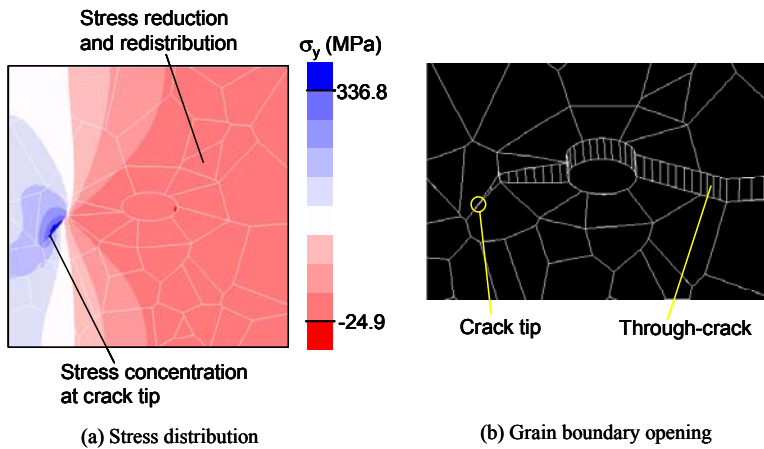 Stress reduction
and redistribution
σy (MPa)
336.8
-24.9
Stress concentration
at crack tip
(a) Stress distribution
Crack tip
Through-crack
(b) Grain boundary opening